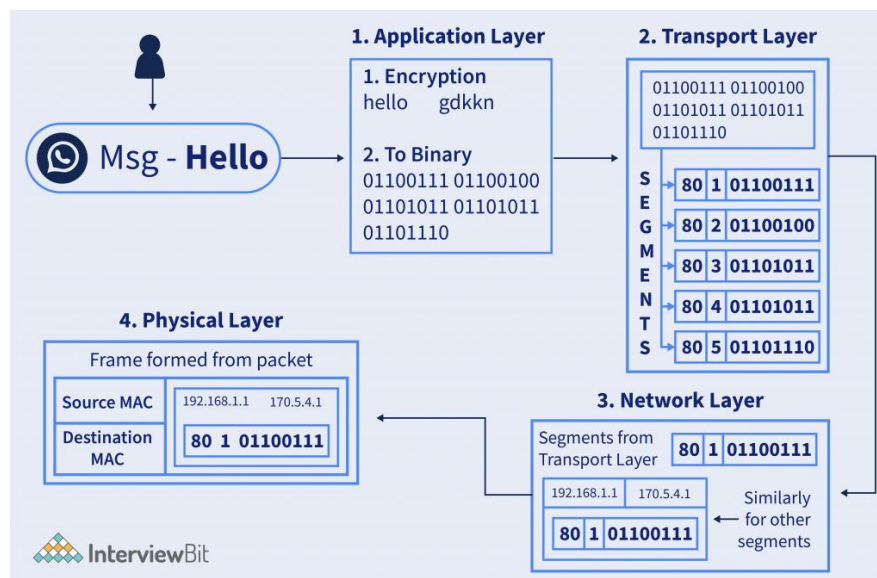 Msg - Hello
1. Application Layer
1. Encryption
hello gdkkn
2. To Binary
01100111 01100100
01101011 01101011
01101110
2. Transport Layer
01100111 01100100
01101011 01101011
01101110
SEGMENTS
80 1 01100111
80 2 01100100
80 3 01101011
80 4 01101011
80 5 01101110
3. Network Layer
Segments from
Transport Layer
80 1 01100111
192.168.1.1 170.5.4.1
80 1 01100111
Similarly
for other
segments
4. Physical Layer
Frame formed from packet
Source MAC
Destination
MAC
192.168.1.1 170.5.4.1
80 1 01100111
InterviewBit